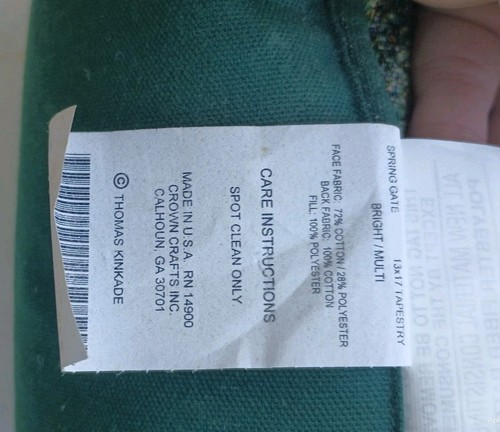 SPRING GATE 13x17 TAPESTRY
BRIGHT / MULTI
FACE FABRIC: 72% COTTON / 28% POLYESTER
BACK FABRIC: 100% COTTON
FILL: 100% POLYESTER
CARE INSTRUCTIONS
SPOT CLEAN ONLY
MADE IN U.S.A. RN 14900
CROWN CRAFTS INC.
CALHOUN, GA 30701
© THOMAS KINKADE